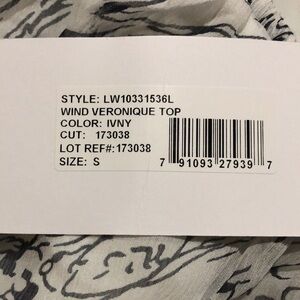 STYLE: LW10331536L
WIND VERONIQUE TOP
COLOR: IVNY
CUT: 173038
LOT REF#:173038
SIZE: S
7 91093 27939 7